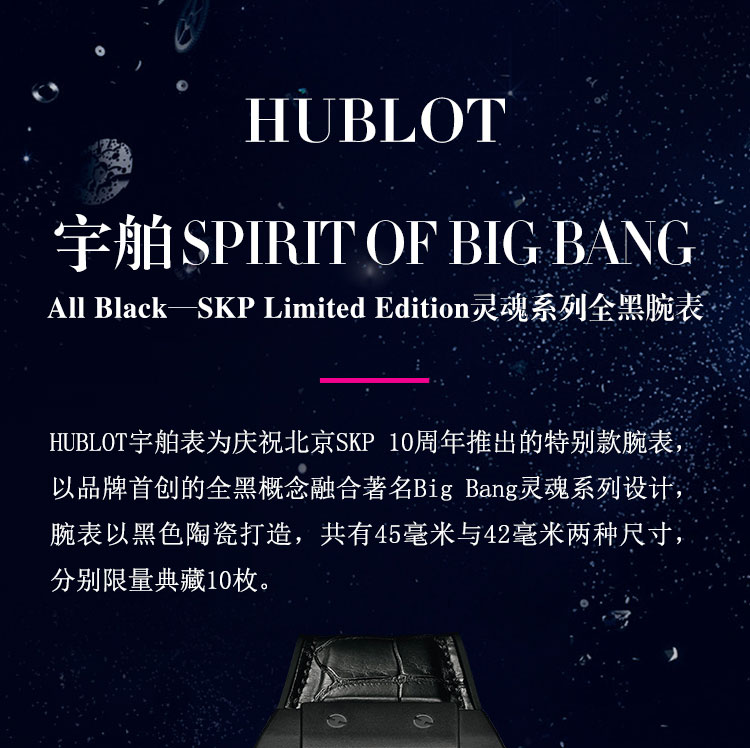 HUBLOT
宇舶SPIRIT OF BIG BANG
All Black—SKP Limited Edition灵魂系列全黑腕表
HUBLOT宇舶表为庆祝北京SKP 10周年推出的特别款腕表，
以品牌首创的全黑概念融合著名Big Bang灵魂系列设计，
腕表以黑色陶瓷打造，共有45毫米与42毫米两种尺寸，
分别限量典藏10枚。